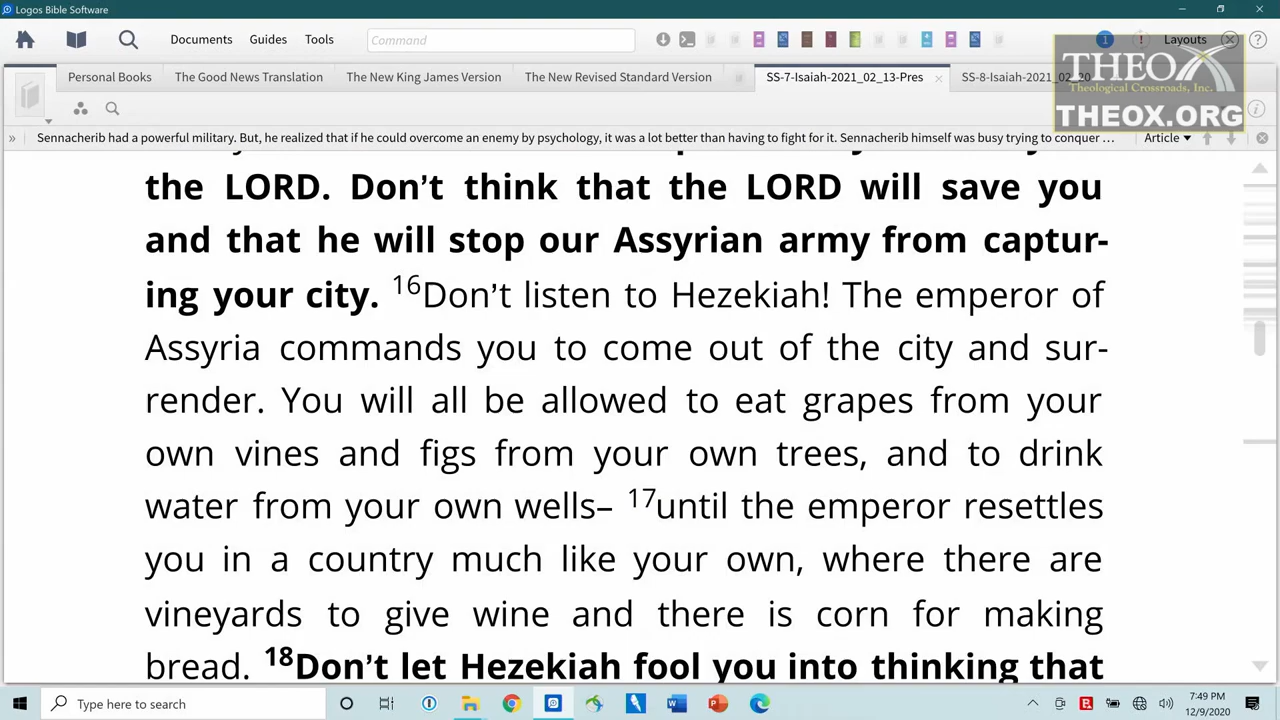 Logos Bible Software
Documents Guides Tools Command Layouts
Personal Books The Good News Translation The New King James Version The New Revised Standard Version SS-7-Isaiah-2021_02_13-Pres SS-8-Isaiah-2021_02_20
THEOX
Theological Crossroads, Inc.
THEOX.ORG
» Sennacherib had a powerful military. But, he realized that if he could overcome an enemy by psychology, it was a lot better than having to fight for it. Sennacherib himself was busy trying to conquer … Article
the LORD. Don’t think that the LORD will save you
and that he will stop our Assyrian army from captur-
ing your city. 16Don’t listen to Hezekiah! The emperor of
Assyria commands you to come out of the city and sur-
render. You will all be allowed to eat grapes from your
own vines and figs from your own trees, and to drink
water from your own wells– 17until the emperor resettles
you in a country much like your own, where there are
vineyards to give wine and there is corn for making
bread. 18Don’t let Hezekiah fool you into thinking that
Type here to search
7:49 PM
12/9/2020